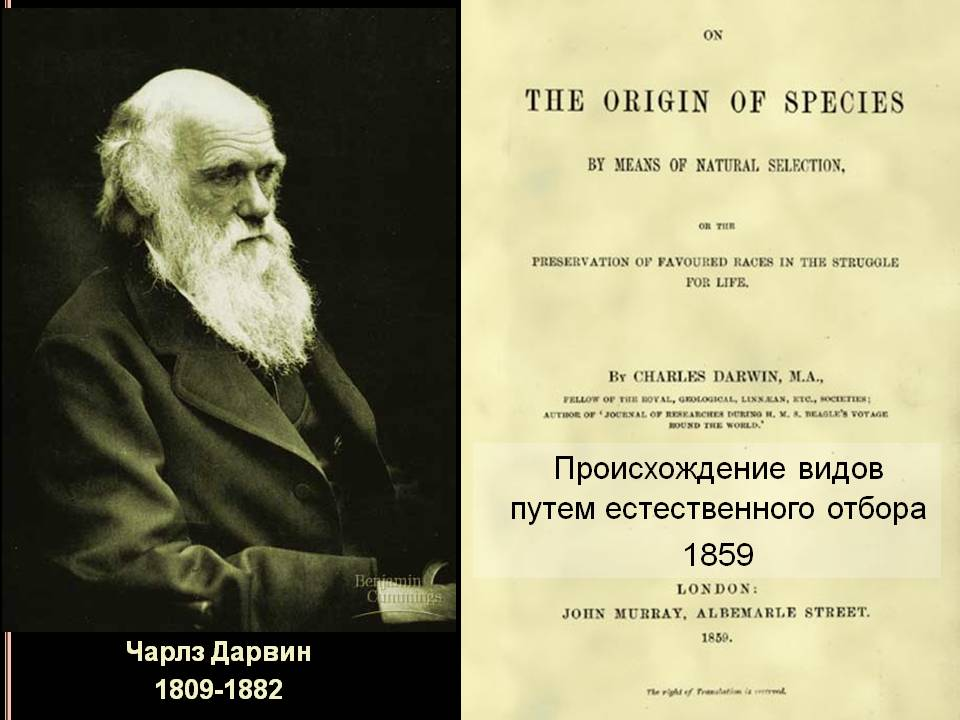 Benjamin
Cummings
Чарлз Дарвин
1809-1882
ON
THE ORIGIN OF SPECIES
BY MEANS OF NATURAL SELECTION,
OR THE
PRESERVATION OF FAVOURED RACES IN THE STRUGGLE
FOR LIFE.
BY CHARLES DARWIN, M.A.,
FELLOW OF THE ROYAL, GEOLOGICAL, LINNÆAN, ETC., SOCIETIES;
AUTHOR OF 'JOURNAL OF RESEARCHES DURING H. M. S. BEAGLE'S VOYAGE
ROUND THE WORLD.'
Происхождение видов
путем естественного отбора
1859
LONDON:
JOHN MURRAY, ALBEMARLE STREET.
1859.
The right of Translation is reserved.